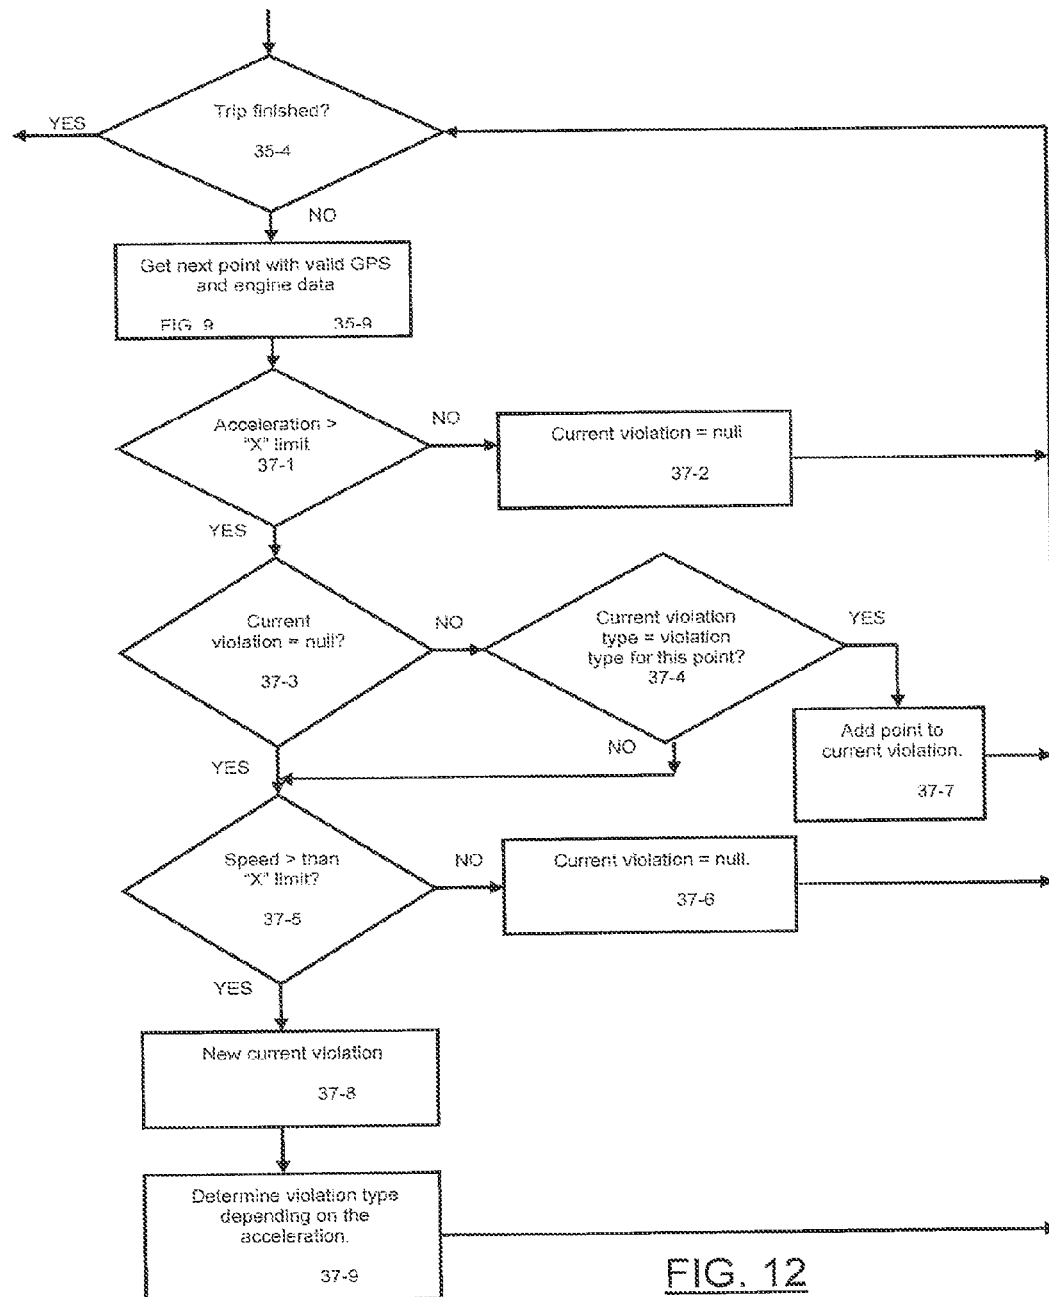 Trip finished?
YES
35-4
NO
Get next point with valid GPS
and engine data
FIG. 9 35-9
Acceleration >
"X" limit
37-1
NO
Current violation = null
37-2
YES
Current
violation = null?
37-3
NO
Current violation
type = violation
type for this point?
37-4
YES
NO
Add point to
current violation.
37-7
YES
Speed > than
"X" limit?
37-5
NO
Current violation = null.
37-6
YES
New current violation
37-8
Determine violation type
depending on the
acceleration.
37-9
FIG. 12